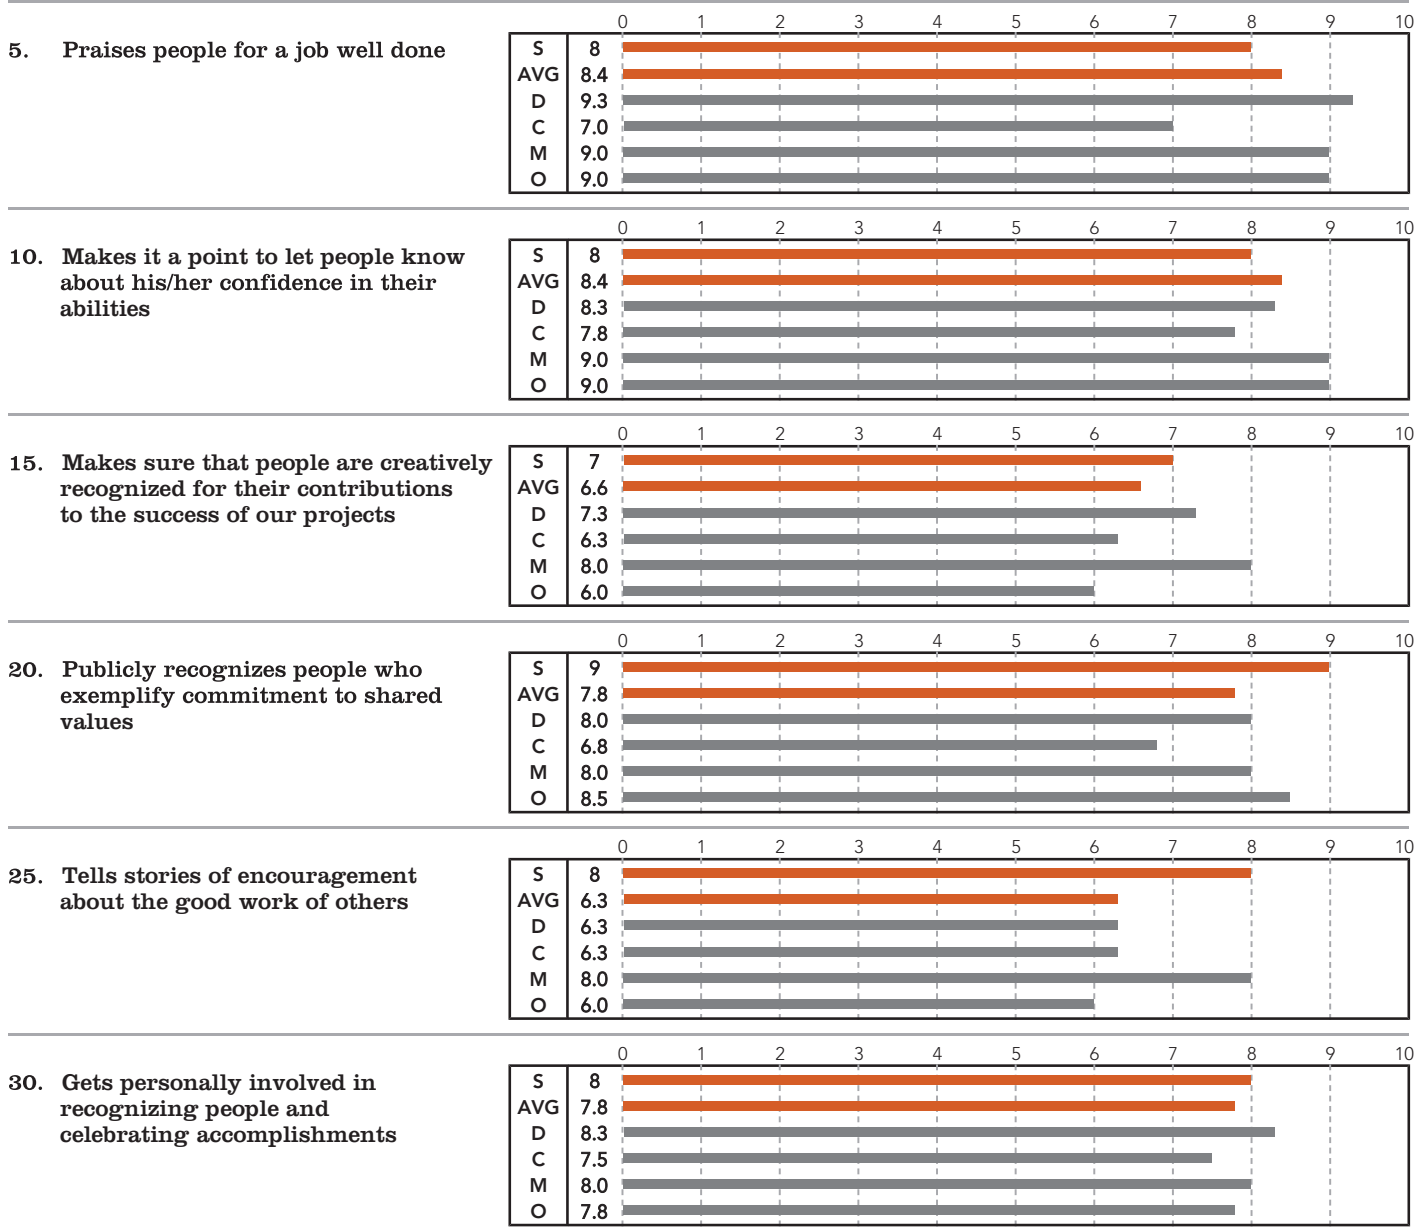 0 1 2 3 4 5 6 7 8 9 10
5. Praises people for a job well done
S 8
AVG 8.4
D 9.3
C 7.0
M 9.0
O 9.0
0 1 2 3 4 5 6 7 8 9 10
10. Makes it a point to let people know
about his/her confidence in their
abilities
S 8
AVG 8.4
D 8.3
C 7.8
M 9.0
O 9.0
0 1 2 3 4 5 6 7 8 9 10
15. Makes sure that people are creatively
recognized for their contributions
to the success of our projects
S 7
AVG 6.6
D 7.3
C 6.3
M 8.0
O 6.0
0 1 2 3 4 5 6 7 8 9 10
20. Publicly recognizes people who
exemplify commitment to shared
values
S 9
AVG 7.8
D 8.0
C 6.8
M 8.0
O 8.5
0 1 2 3 4 5 6 7 8 9 10
25. Tells stories of encouragement
about the good work of others
S 8
AVG 6.3
D 6.3
C 6.3
M 8.0
O 6.0
0 1 2 3 4 5 6 7 8 9 10
30. Gets personally involved in
recognizing people and
celebrating accomplishments
S 8
AVG 7.8
D 8.3
C 7.5
M 8.0
O 7.8